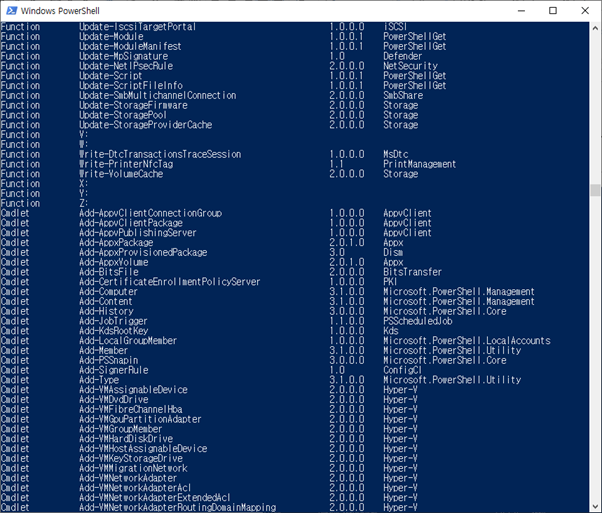 Windows PowerShell
Function Update-IscsiTargetPortal 1.0.0.0 iSCSI
Function Update-Module 1.0.0.1 PowerShellGet
Function Update-ModuleManifest 1.0.0.1 PowerShellGet
Function Update-MpSignature 1.0 Defender
Function Update-NetIPsecRule 2.0.0.0 NetSecurity
Function Update-Script 1.0.0.1 PowerShellGet
Function Update-ScriptFileInfo 1.0.0.1 PowerShellGet
Function Update-SmbMultichannelConnection 2.0.0.0 SmbShare
Function Update-StorageFirmware 2.0.0.0 Storage
Function Update-StoragePool 2.0.0.0 Storage
Function Update-StorageProviderCache 2.0.0.0 Storage
Function V:
Function W:
Function Write-DtcTransactionsTraceSession 1.0.0.0 MsDtc
Function Write-PrinterNfcTag 1.1 PrintManagement
Function Write-VolumeCache 2.0.0.0 Storage
Function X:
Function Y:
Function Z:
Cmdlet Add-AppvClientConnectionGroup 1.0.0.0 AppvClient
Cmdlet Add-AppvClientPackage 1.0.0.0 AppvClient
Cmdlet Add-AppvPublishingServer 1.0.0.0 AppvClient
Cmdlet Add-AppxPackage 2.0.1.0 Appx
Cmdlet Add-AppxProvisionedPackage 3.0 Dism
Cmdlet Add-AppxVolume 2.0.1.0 Appx
Cmdlet Add-BitsFile 2.0.0.0 BitsTransfer
Cmdlet Add-CertificateEnrollmentPolicyServer 1.0.0.0 PKI
Cmdlet Add-Computer 3.1.0.0 Microsoft.PowerShell.Management
Cmdlet Add-Content 3.1.0.0 Microsoft.PowerShell.Management
Cmdlet Add-History 3.0.0.0 Microsoft.PowerShell.Core
Cmdlet Add-JobTrigger 1.1.0.0 PSScheduledJob
Cmdlet Add-KdsRootKey 1.0.0.0 Kds
Cmdlet Add-LocalGroupMember 1.0.0.0 Microsoft.PowerShell.LocalAccounts
Cmdlet Add-Member 3.1.0.0 Microsoft.PowerShell.Utility
Cmdlet Add-PSSnapin 3.0.0.0 Microsoft.PowerShell.Core
Cmdlet Add-SignerRule 1.0 ConfigCI
Cmdlet Add-Type 3.1.0.0 Microsoft.PowerShell.Utility
Cmdlet Add-VMAssignableDevice 2.0.0.0 Hyper-V
Cmdlet Add-VMDvdDrive 2.0.0.0 Hyper-V
Cmdlet Add-VMFibreChannelHba 2.0.0.0 Hyper-V
Cmdlet Add-VMGpuPartitionAdapter 2.0.0.0 Hyper-V
Cmdlet Add-VMGroupMember 2.0.0.0 Hyper-V
Cmdlet Add-VMHardDiskDrive 2.0.0.0 Hyper-V
Cmdlet Add-VMHostAssignableDevice 2.0.0.0 Hyper-V
Cmdlet Add-VMKeyStorageDrive 2.0.0.0 Hyper-V
Cmdlet Add-VMMigrationNetwork 2.0.0.0 Hyper-V
Cmdlet Add-VMNetworkAdapter 2.0.0.0 Hyper-V
Cmdlet Add-VMNetworkAdapterAcl 2.0.0.0 Hyper-V
Cmdlet Add-VMNetworkAdapterExtendedAcl 2.0.0.0 Hyper-V
Cmdlet Add-VMNetworkAdapterRoutingDomainMapping 2.0.0.0 Hyper-V